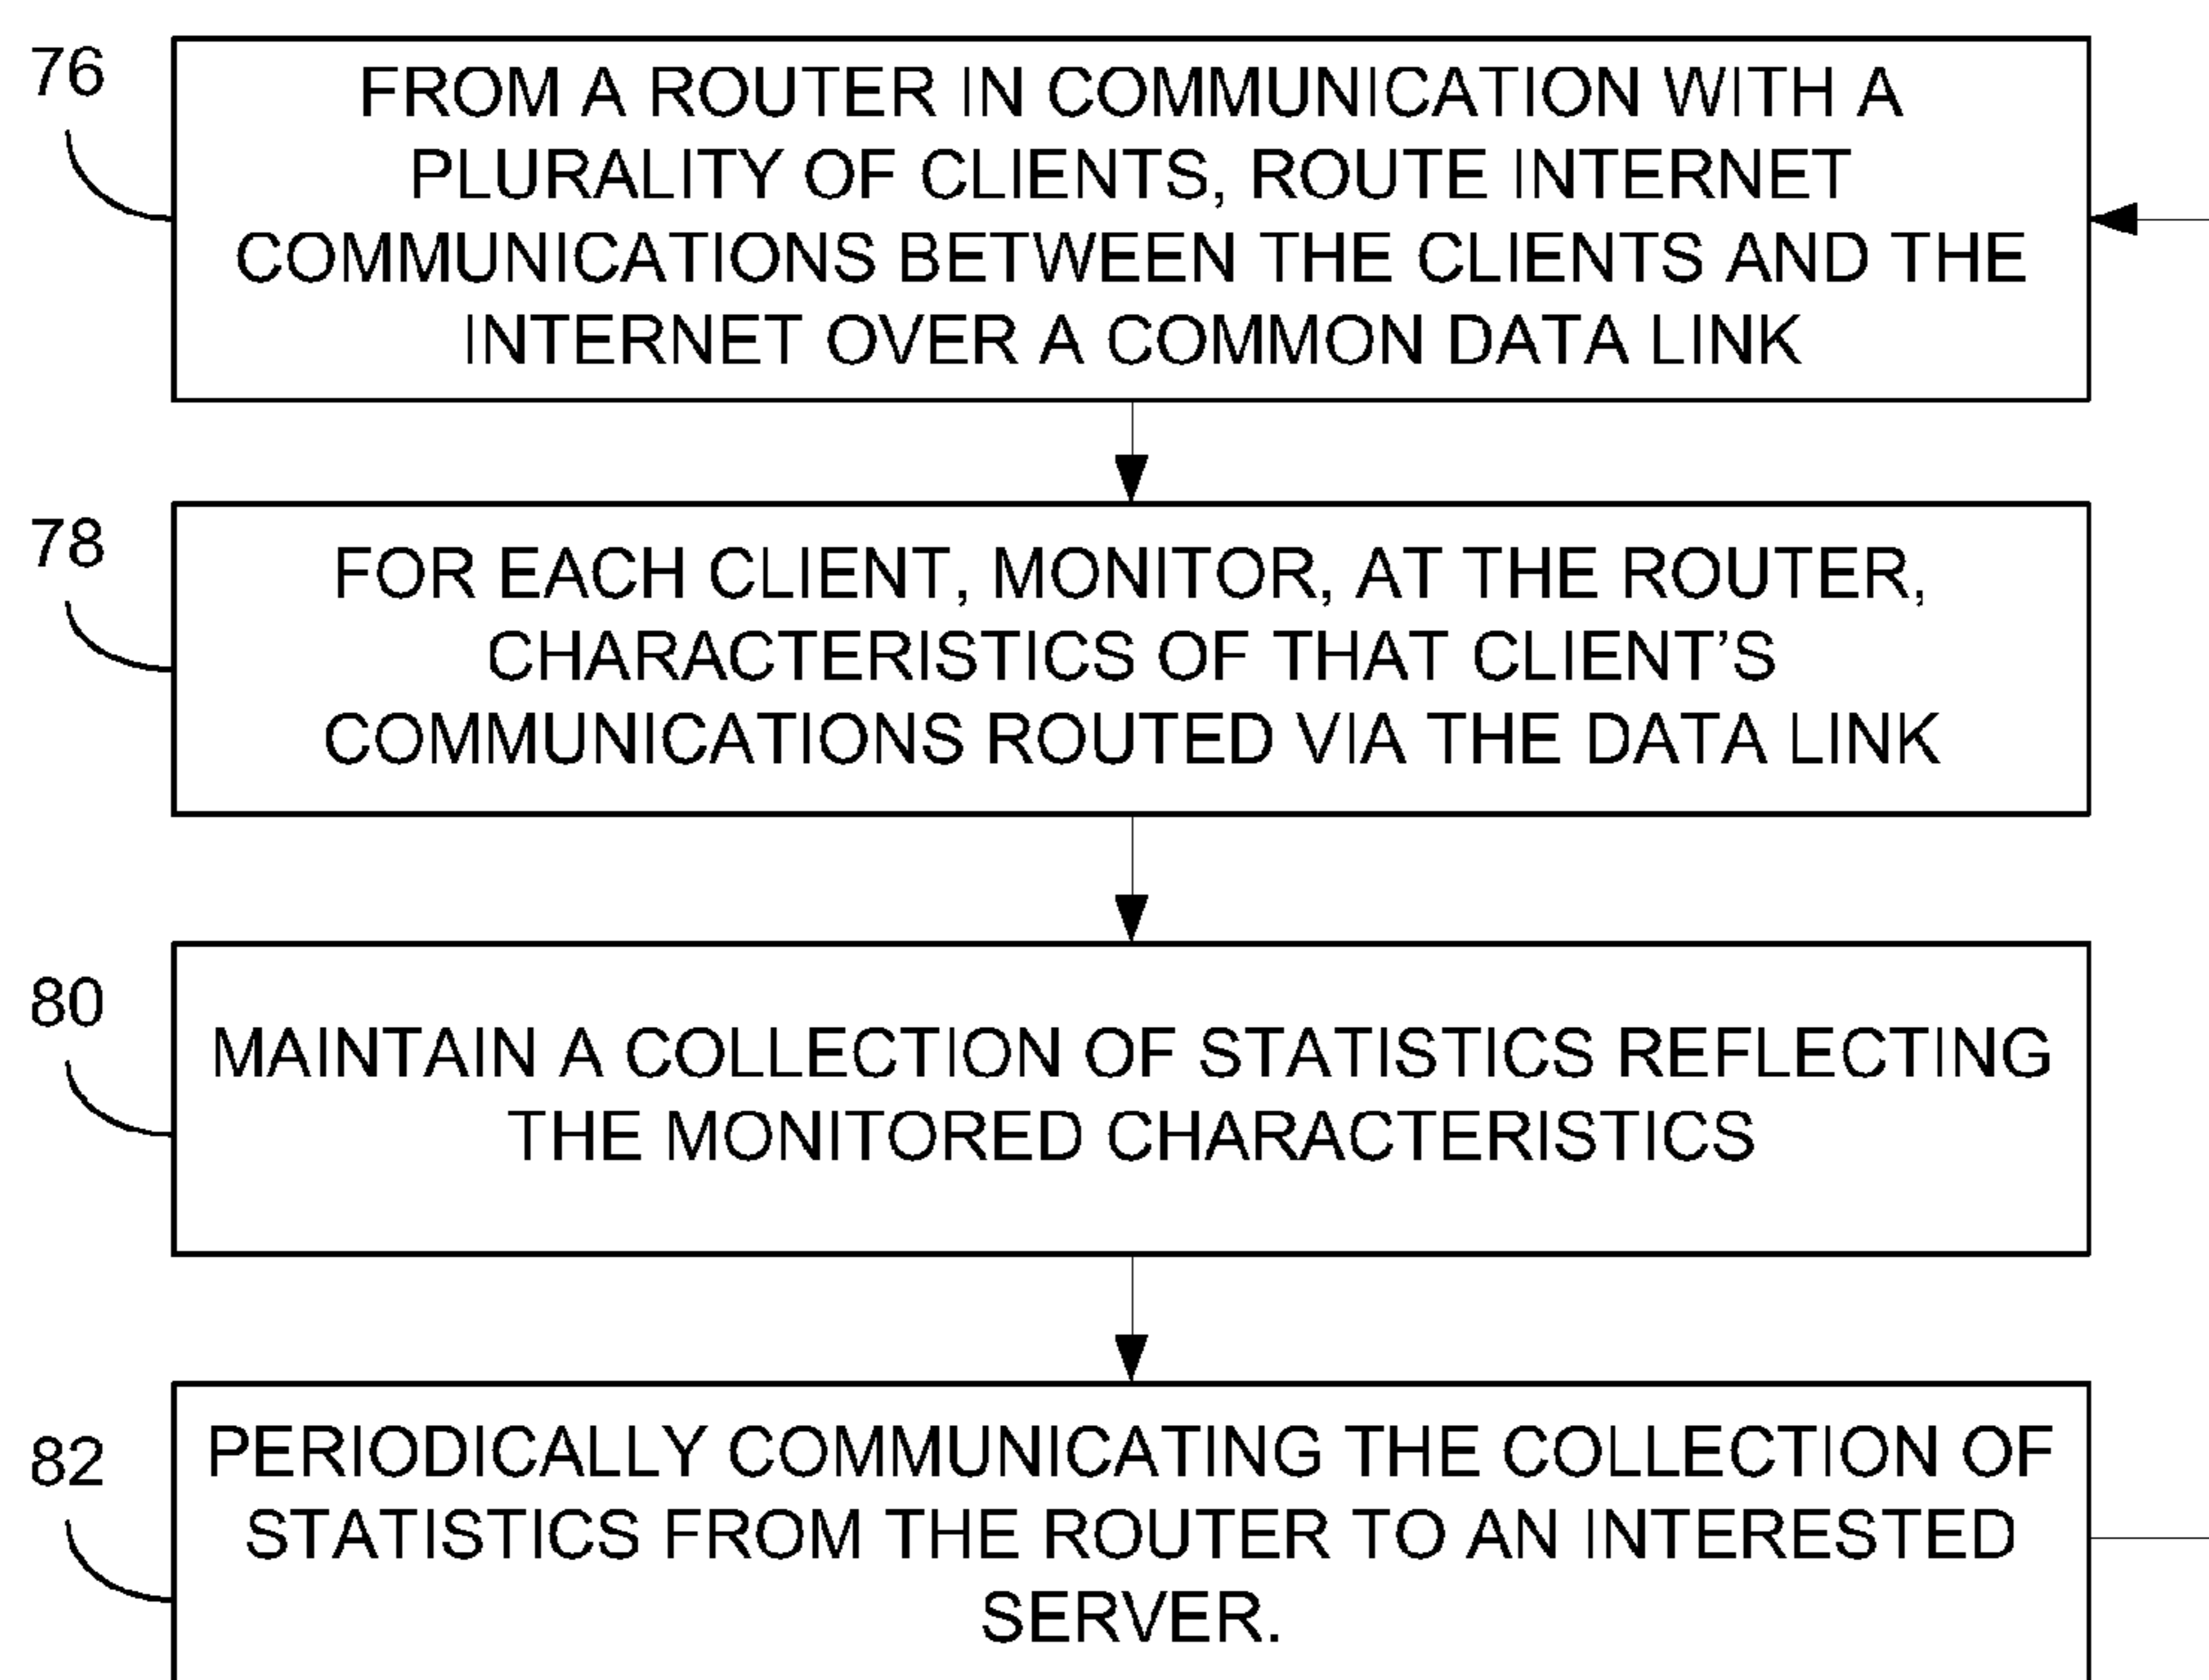 76
FROM A ROUTER IN COMMUNICATION WITH A
PLURALITY OF CLIENTS, ROUTE INTERNET
COMMUNICATIONS BETWEEN THE CLIENTS AND THE
INTERNET OVER A COMMON DATA LINK
78
FOR EACH CLIENT, MONITOR, AT THE ROUTER,
CHARACTERISTICS OF THAT CLIENT'S
COMMUNICATIONS ROUTED VIA THE DATA LINK
80
MAINTAIN A COLLECTION OF STATISTICS REFLECTING
THE MONITORED CHARACTERISTICS
82
PERIODICALLY COMMUNICATING THE COLLECTION OF
STATISTICS FROM THE ROUTER TO AN INTERESTED
SERVER.